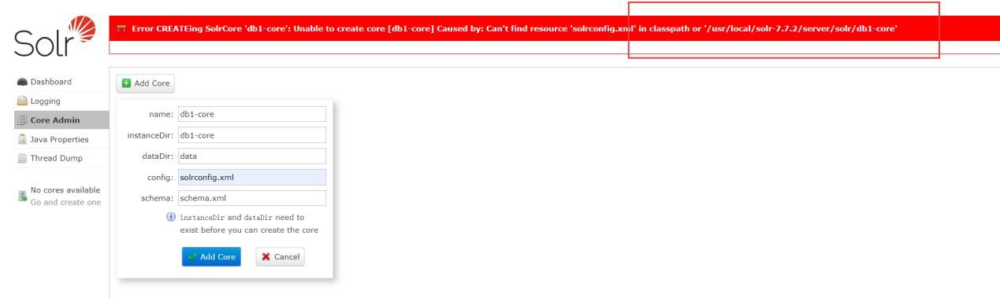 Solr
Error CREATEing SolrCore 'db1-core': Unable to create core [db1-core] Caused by: Can't find resource 'solrconfig.xml' in classpath or '/usr/local/solr-7.7.2/server/solr/db1-core'
Dashboard
Logging
Core Admin
Java Properties
Thread Dump
No cores available
Go and create one
Add Core
name: db1-core
instanceDir: db1-core
dataDir: data
config: solrconfig.xml
schema: schema.xml
instanceDir and dataDir need to
exist before you can create the core
Add Core Cancel